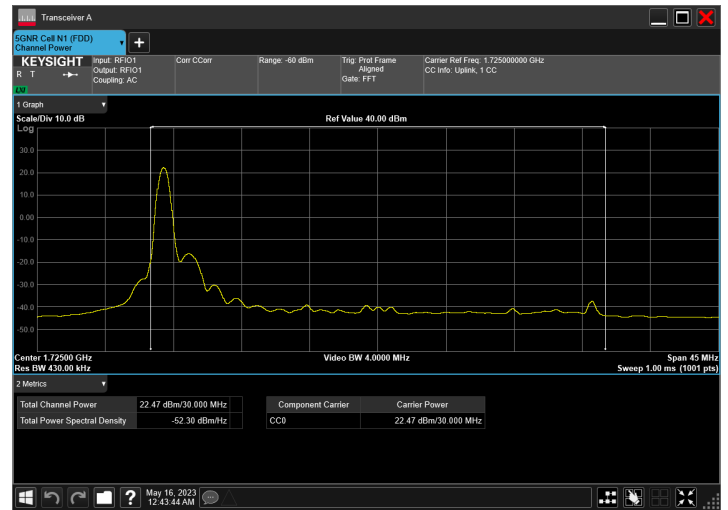 Transceiver A
5GNR Cell N1 (FDD)
Channel Power
KEYSIGHT
R T
LXI
Input: RFIO1
Output: RFIO1
Coupling: AC
Corr CCorr
Range: -60 dBm
Trig: Prot Frame
Aligned
Gate: FFT
Carrier Ref Freq: 1.725000000 GHz
CC Info: Uplink, 1 CC
1 Graph
Scale/Div 10.0 dB
Ref Value 40.00 dBm
Log
30.0
20.0
10.0
0.00
-10.0
-20.0
-30.0
-40.0
-50.0
Center 1.72500 GHz
Video BW 4.0000 MHz
Span 45 MHz
Res BW 430.00 kHz
Sweep 1.00 ms (1001 pts)
2 Metrics
Total Channel Power 22.47 dBm/30.000 MHz
Total Power Spectral Density -52.30 dBm/Hz
Component Carrier Carrier Power
CC0 22.47 dBm/30.000 MHz
?
May 16, 2023
12:43:44 AM